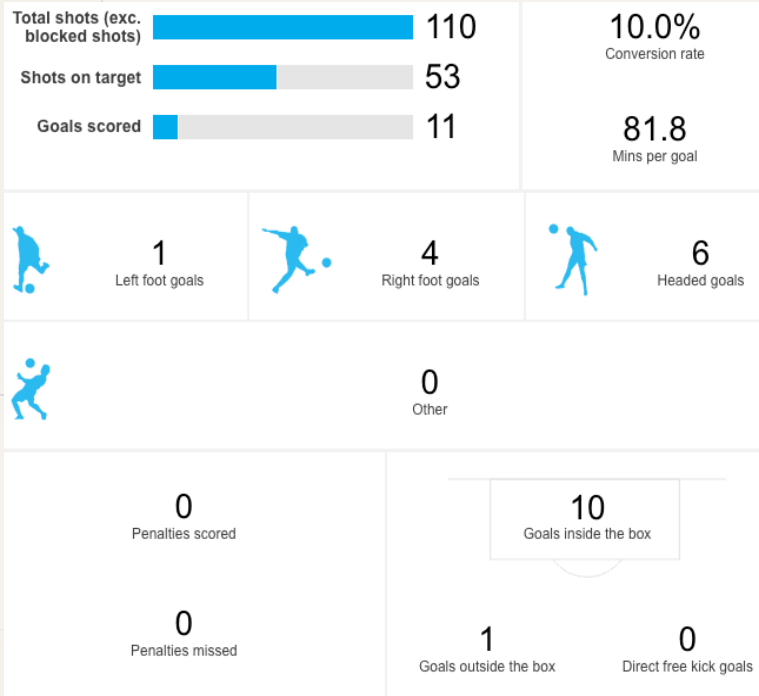 Total shots (exc.
blocked shots)
110
Shots on target
53
Goals scored
11
10.0%
Conversion rate
81.8
Mins per goal
1
Left foot goals
4
Right foot goals
6
Headed goals
0
Other
0
Penalties scored
0
Penalties missed
10
Goals inside the box
1
Goals outside the box
0
Direct free kick goals